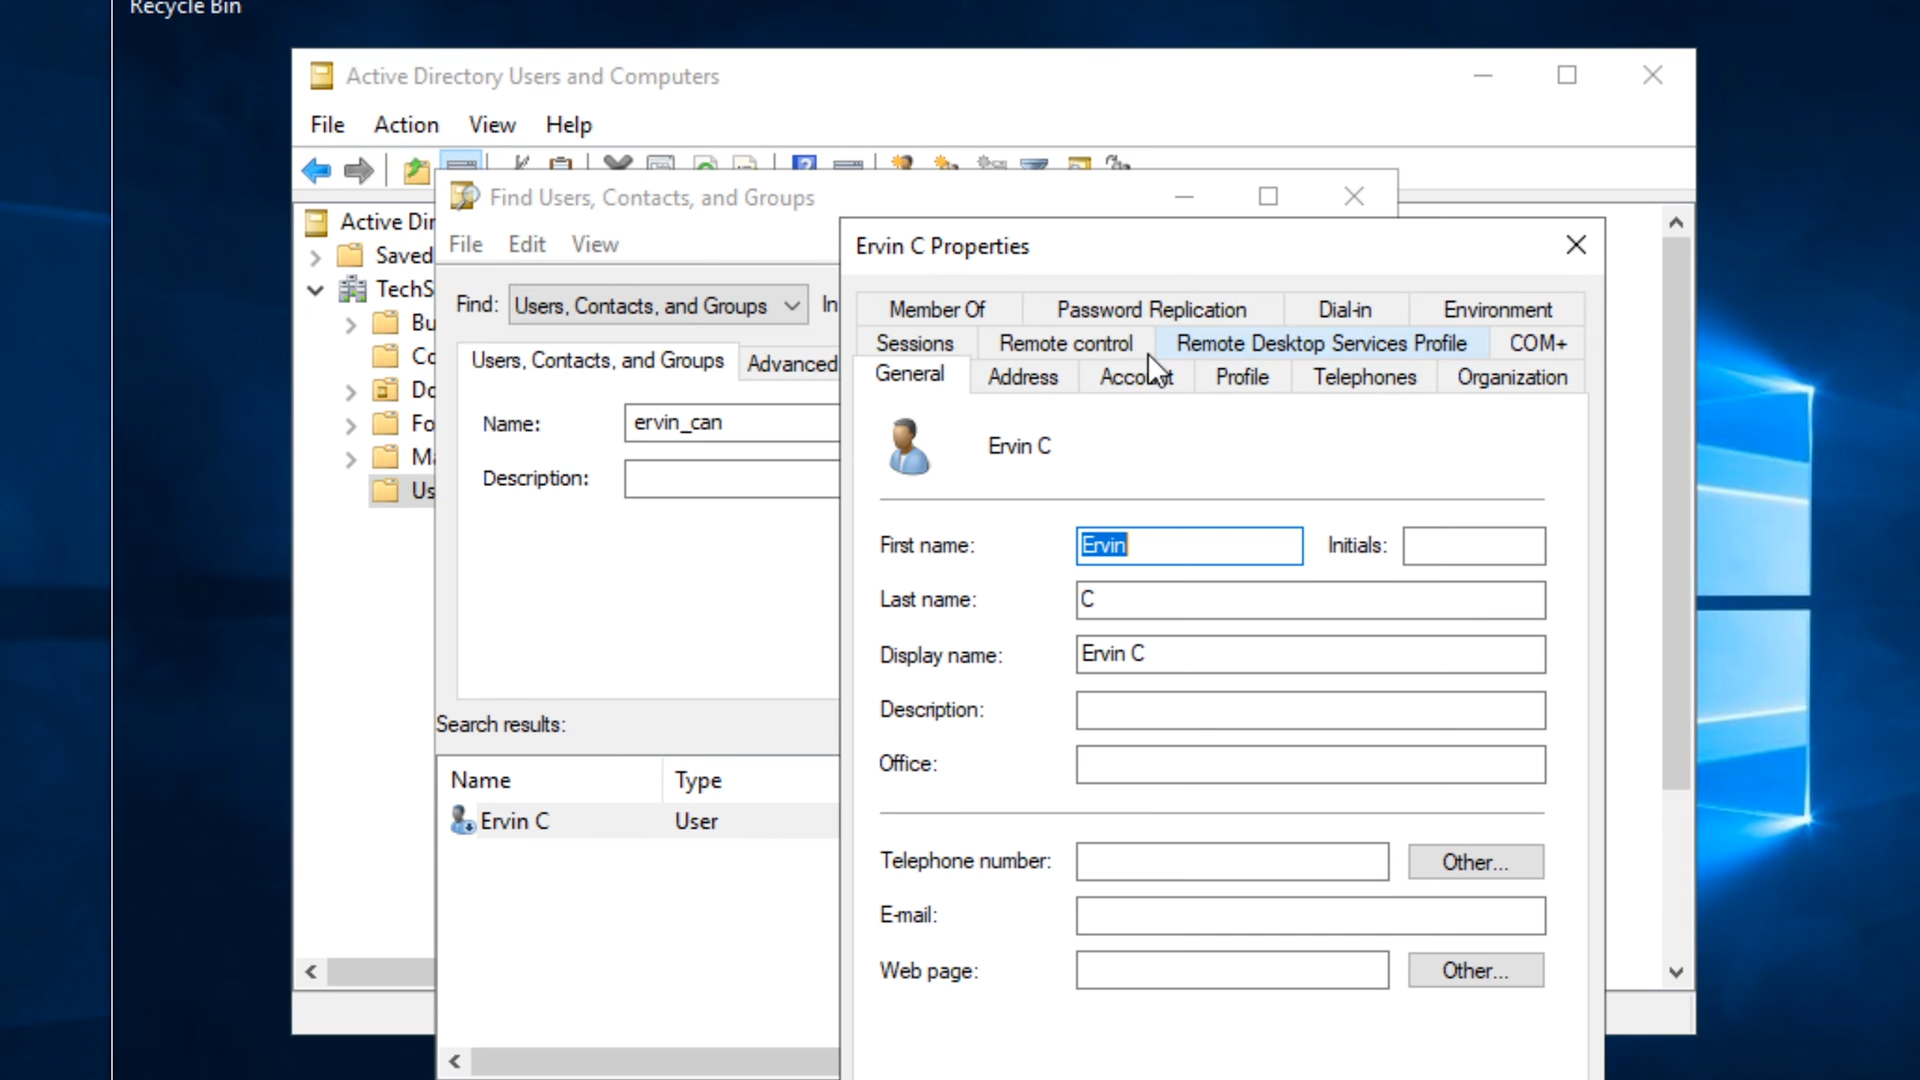 Recycle Bin
Active Directory Users and Computers
File Action View Help
Find Users, Contacts, and Groups
File Edit View
Active Dir
Saved
TechS
Bu
Co
Do
Fo
Ma
Us
Find: Users, Contacts, and Groups In
Users, Contacts, and Groups Advanced
Name: ervin_can
Description:
Search results:
Name Type
Ervin C User
Ervin C Properties
Member Of Password Replication Dial-in Environment
Sessions Remote control Remote Desktop Services Profile COM+
General Address Account Profile Telephones Organization
Ervin C
First name: Ervin Initials:
Last name: C
Display name: Ervin C
Description:
Office:
Telephone number: Other...
E-mail:
Web page: Other...